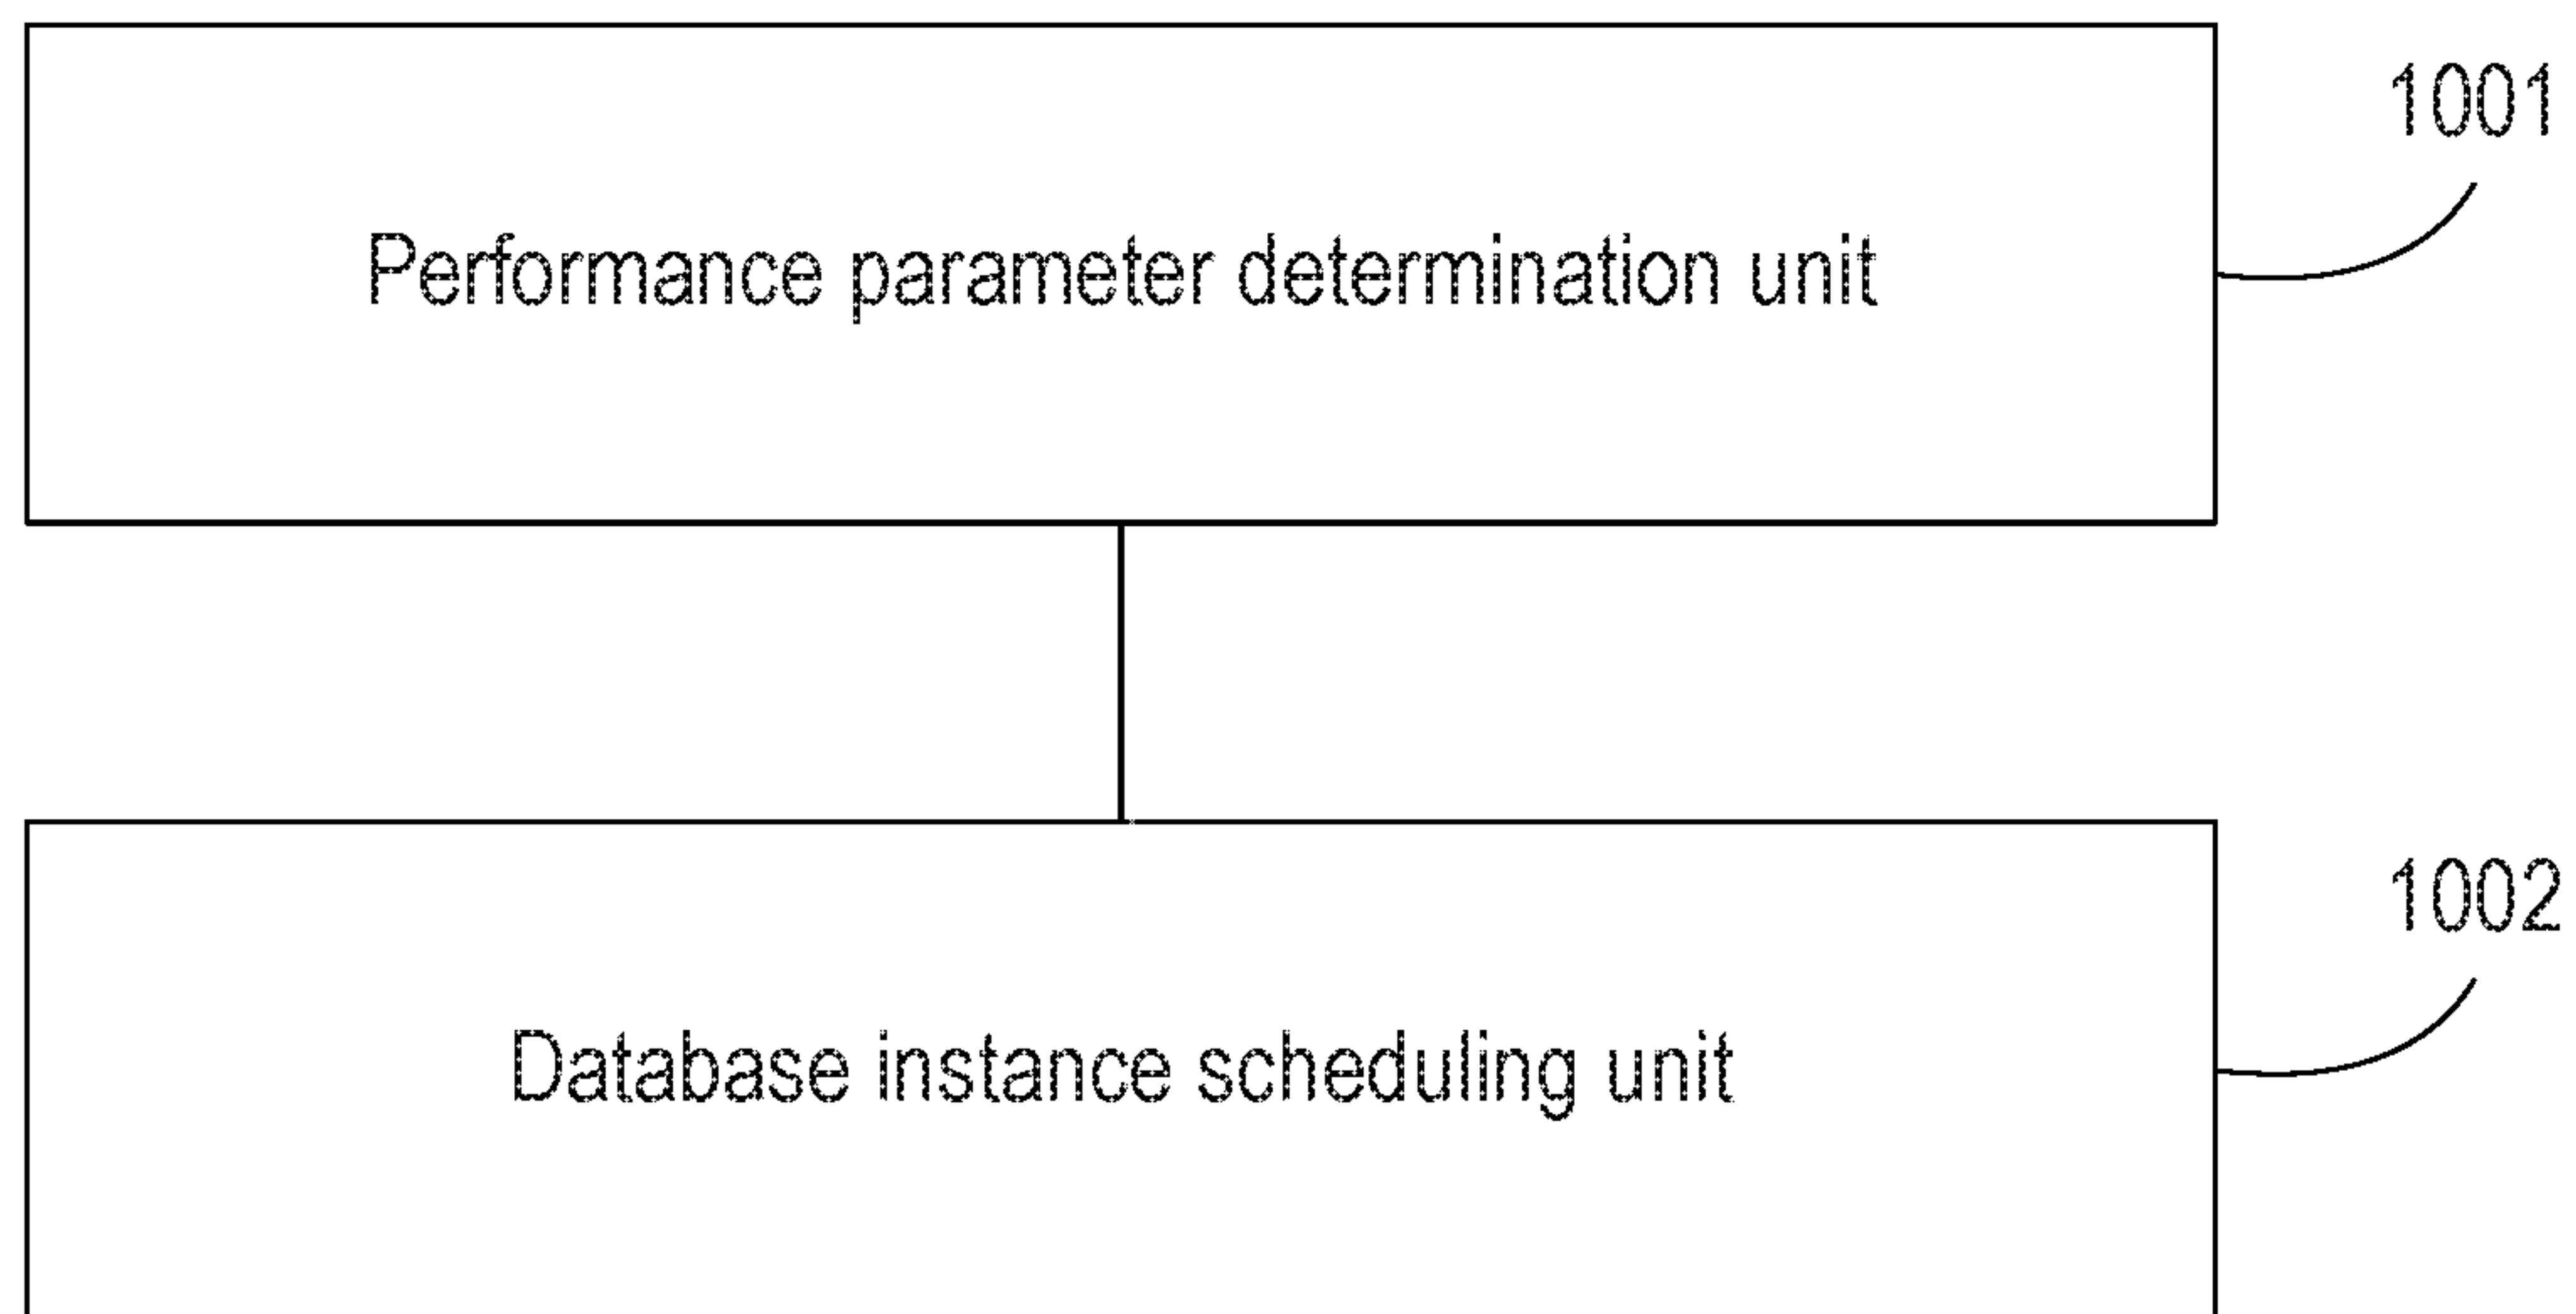 1001
Performance parameter determination unit
1002
Database instance scheduling unit